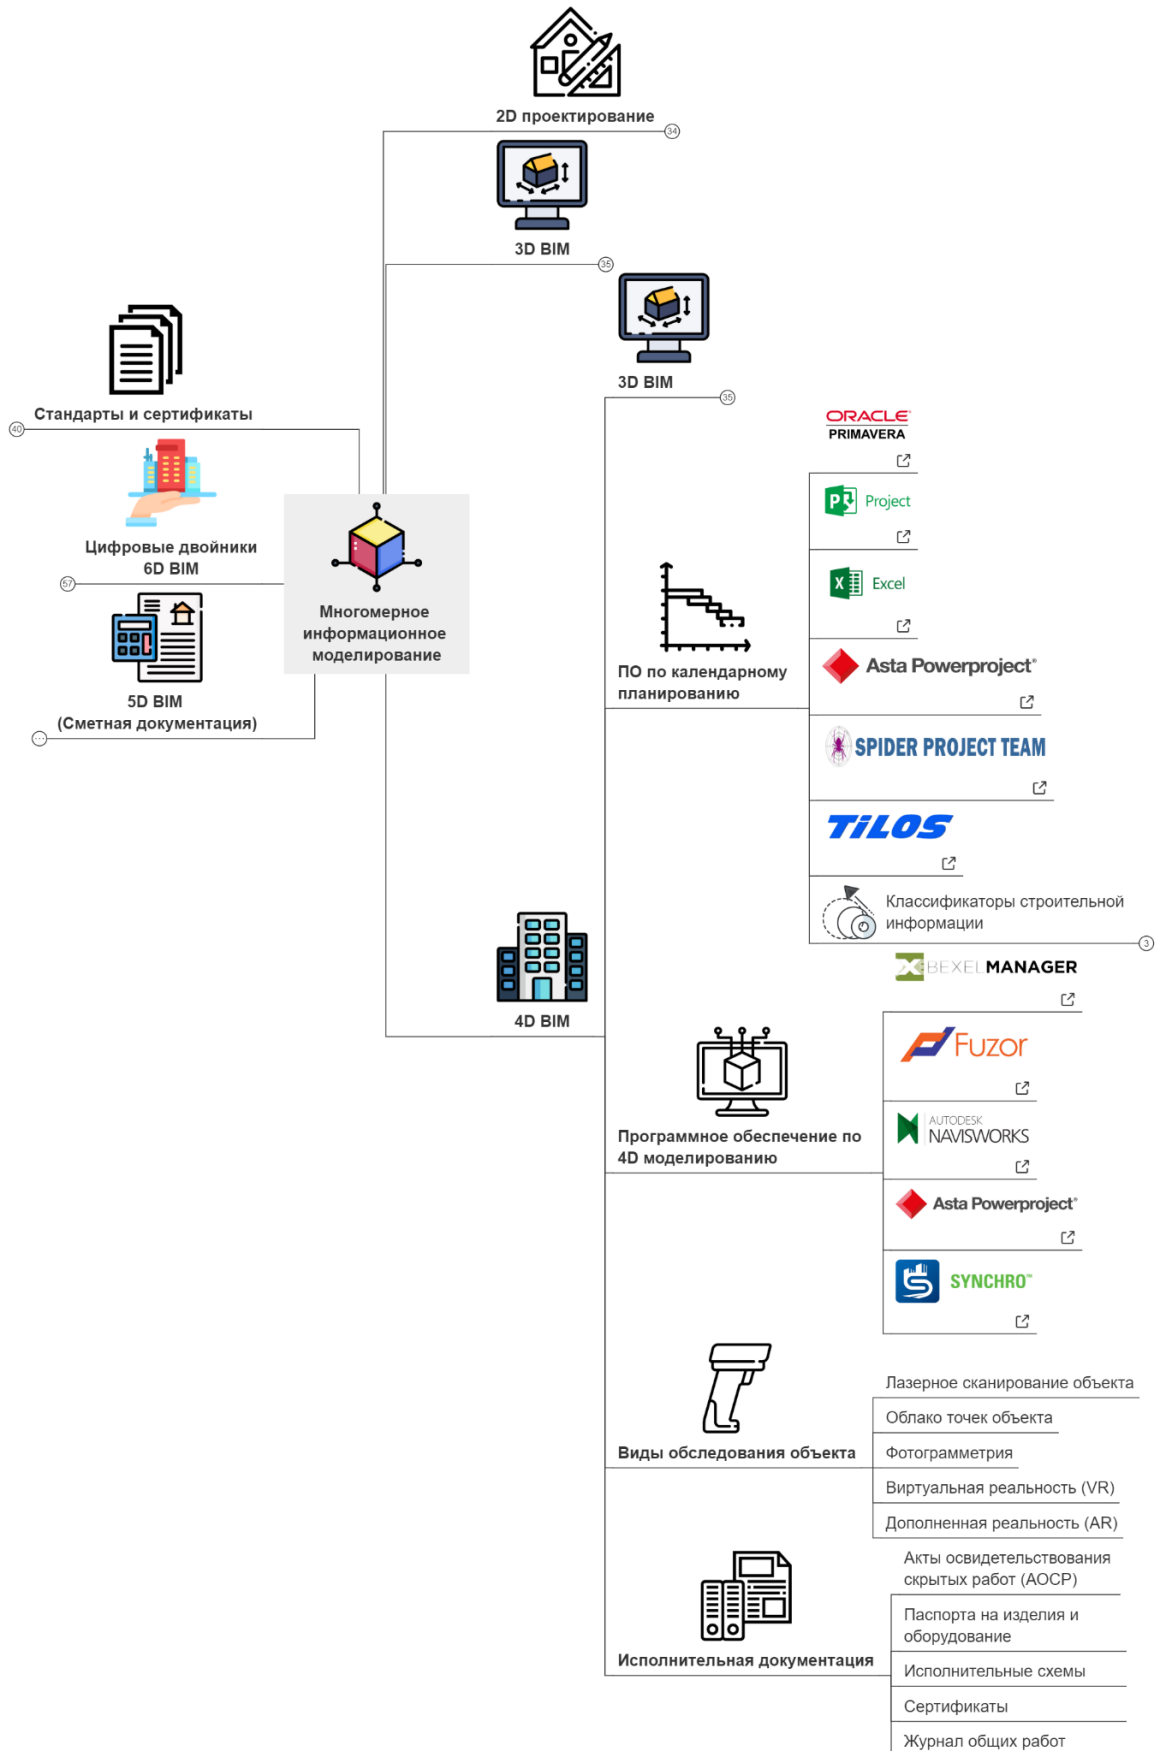 2D проектирование
34
3D BIM
35
3D BIM
35
Стандарты и сертификаты
40
Цифровые двойники
6D BIM
57
5D BIM
(Сметная документация)
...
Многомерное
информационное
моделирование
4D BIM
ПО по календарному
планированию
ORACLE
PRIMAVERA
Project
Excel
Asta Powerproject®
SPIDER PROJECT TEAM
TiLOS
Классификаторы строительной
информации
3
Программное обеспечение по
4D моделированию
BEXEL MANAGER
Fuzor
AUTODESK
NAVISWORKS
Asta Powerproject®
SYNCHRO™
Виды обследования объекта
Лазерное сканирование объекта
Облако точек объекта
Фотограмметрия
Виртуальная реальность (VR)
Дополненная реальность (AR)
Исполнительная документация
Акты освидетельствования
скрытых работ (АОСР)
Паспорта на изделия и
оборудование
Исполнительные схемы
Сертификаты
Журнал общих работ